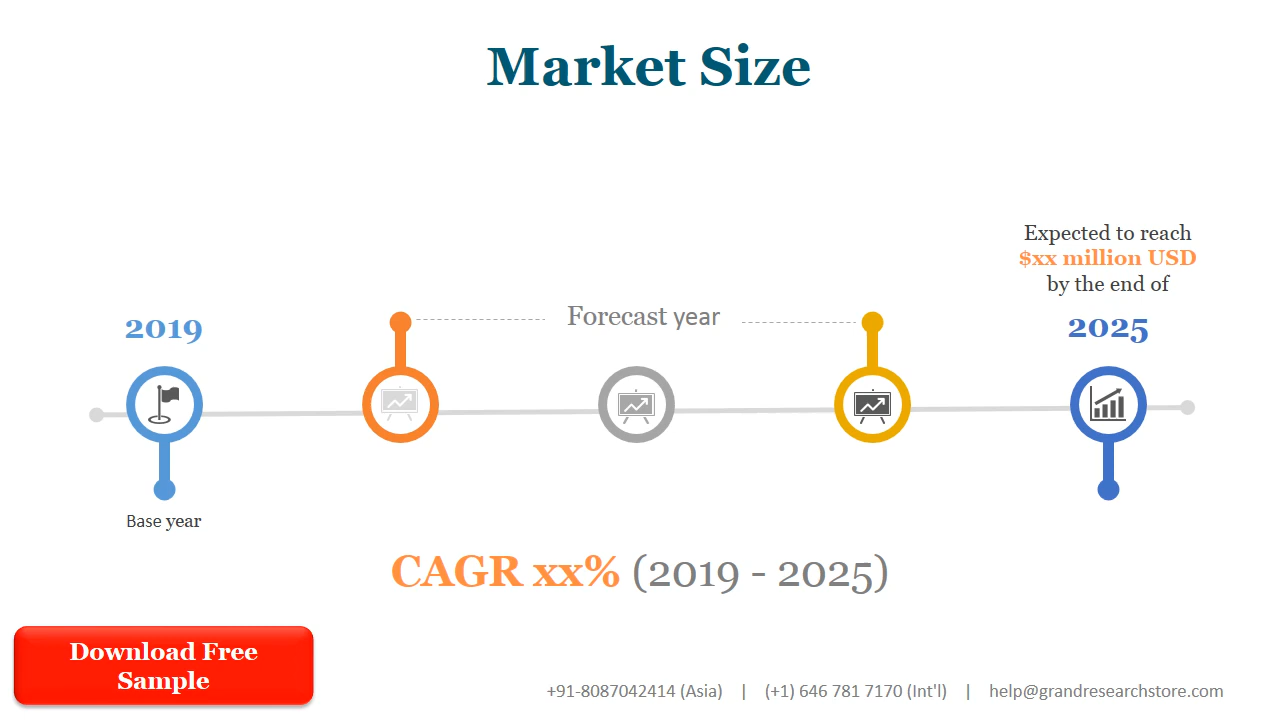 Market Size
Expected to reach
$xx million USD
by the end of
2019
Forecast year
2025
Base year
CAGR xx% (2019 - 2025)
Download Free
Sample
+91-8087042414 (Asia) | (+1) 646 781 7170 (Int'l) | help@grandresearchstore.com